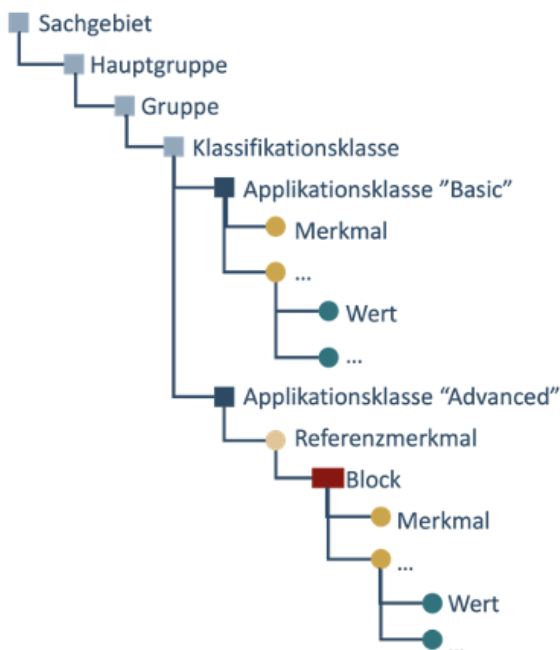 Sachgebiet
Hauptgruppe
Gruppe
Klassifikationsklasse
Applikationsklasse ”Basic”
Merkmal
...
Wert
...
Applikationsklasse “Advanced”
Referenzmerkmal
Block
Merkmal
...
Wert
...